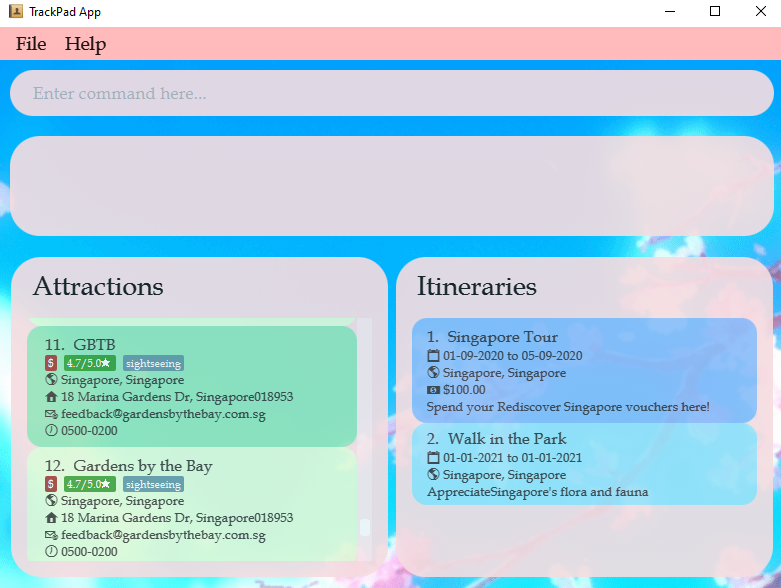 TrackPad App
File Help
Enter command here...
Attractions
11. GBTB
$ 4.7/5.0★ sightseeing
Singapore, Singapore
18 Marina Gardens Dr, Singapore018953
feedback@gardensbythebay.com.sg
0500-0200
12. Gardens by the Bay
$ 4.7/5.0★ sightseeing
Singapore, Singapore
18 Marina Gardens Dr, Singapore018953
feedback@gardensbythebay.com.sg
0500-0200
Itineraries
1. Singapore Tour
01-09-2020 to 05-09-2020
Singapore, Singapore
$100.00
Spend your Rediscover Singapore vouchers here!
2. Walk in the Park
01-01-2021 to 01-01-2021
Singapore, Singapore
AppreciateSingapore's flora and fauna